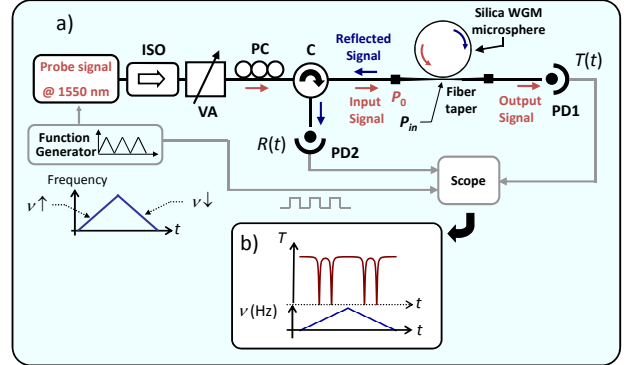 a)
ISO
PC
C
Reflected
Signal
Silica WGM
microsphere
T(t)
Probe signal
@ 1550 nm
VA
Input
Signal
P0
Pin
Fiber
taper
Output
Signal
PD1
Function
Generator
R(t)
PD2
Scope
Frequency
ν↑
ν↓
t
b)
T
t
ν (Hz)
t